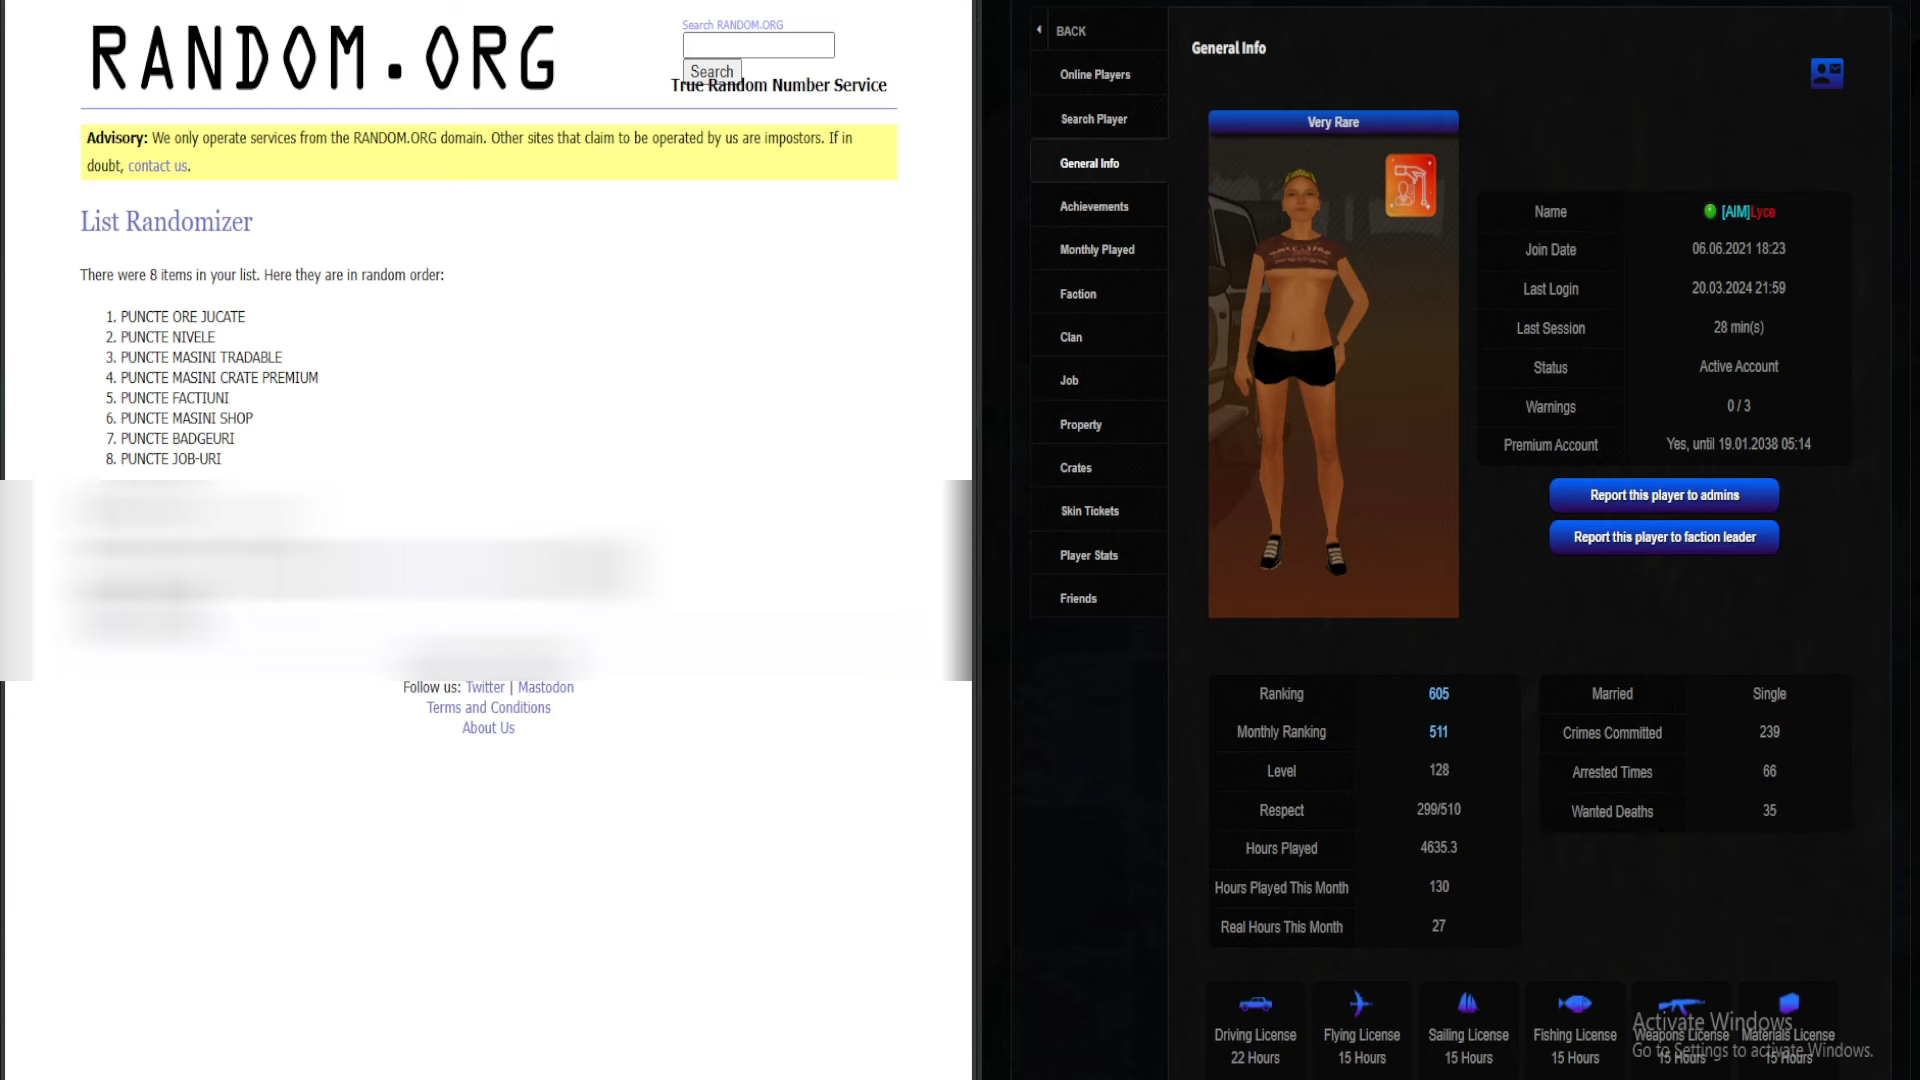 RANDOM.ORG
Search RANDOM.ORG
Search
True Random Number Service
Advisory: We only operate services from the RANDOM.ORG domain. Other sites that claim to be operated by us are impostors. If in
doubt, contact us.
List Randomizer
There were 8 items in your list. Here they are in random order:
1. PUNCTE ORE JUCATE
2. PUNCTE NIVELE
3. PUNCTE MASINI TRADABLE
4. PUNCTE MASINI CRATE PREMIUM
5. PUNCTE FACTIUNI
6. PUNCTE MASINI SHOP
7. PUNCTE BADGEURI
8. PUNCTE JOB-URI
Follow us: Twitter | Mastodon
Terms and Conditions
About Us
BACK
Online Players
Search Player
General Info
Achievements
Monthly Played
Faction
Clan
Job
Property
Crates
Skin Tickets
Player Stats
Friends
General Info
Very Rare
Name [AIM]Lyce
Join Date 06.06.2021 18:23
Last Login 20.03.2024 21:59
Last Session 28 min(s)
Status Active Account
Warnings 0 / 3
Premium Account Yes, until 19.01.2038 05:14
Report this player to admins
Report this player to faction leader
Ranking 605
Monthly Ranking 511
Level 128
Respect 299/510
Hours Played 4635.3
Hours Played This Month 130
Real Hours This Month 27
Married Single
Crimes Committed 239
Arrested Times 66
Wanted Deaths 35
Driving License
22 Hours
Flying License
15 Hours
Sailing License
15 Hours
Fishing License
15 Hours
Weapons License
15 Hours
Materials License
15 Hours
Activate Windows
Go to Settings to activate Windows.